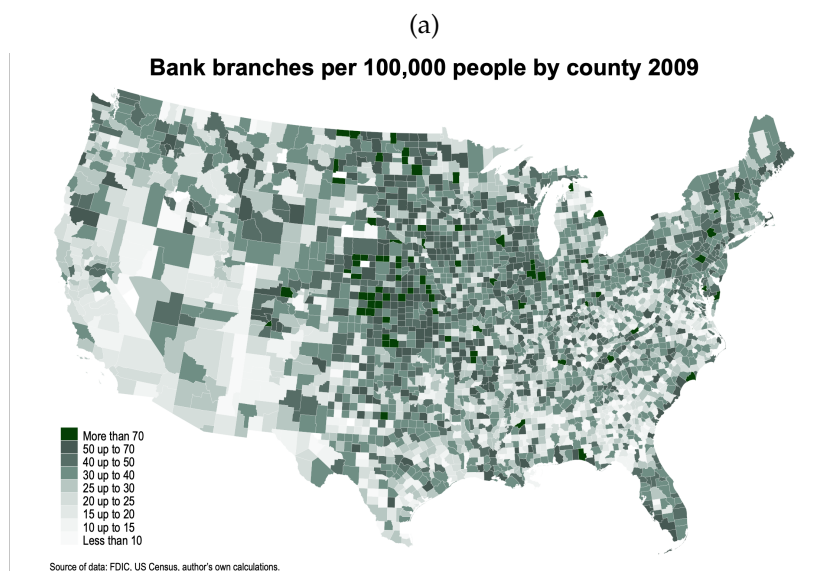 (a)
Bank branches per 100,000 people by county 2009
More than 70
50 up to 70
40 up to 50
30 up to 40
25 up to 30
20 up to 25
15 up to 20
10 up to 15
Less than 10
Source of data: FDIC, US Census, author's own calculations.